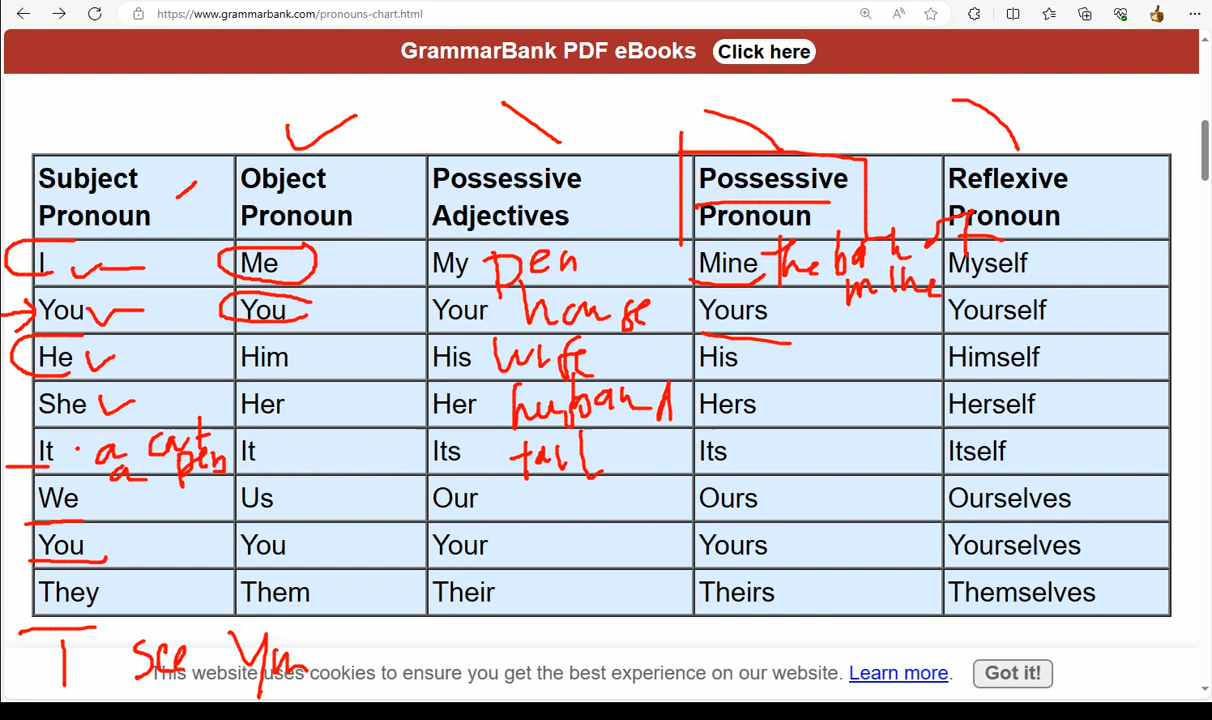 https://www.grammarbank.com/pronouns-chart.html
GrammarBank PDF eBooks Click here
Subject Pronoun Object Pronoun Possessive Adjectives Possessive Pronoun Reflexive Pronoun
I Me My pen Mine the Myself
You You Your house Yours Yourself
He Him His wife His Himself
She Her Her husband Hers Herself
It a cat a pen It Its tail Its Itself
We Us Our Ours Ourselves
You You Your Yours Yourselves
They Them Their Theirs Themselves
I see You
This website uses cookies to ensure you get the best experience on our website. Learn more. Got it!